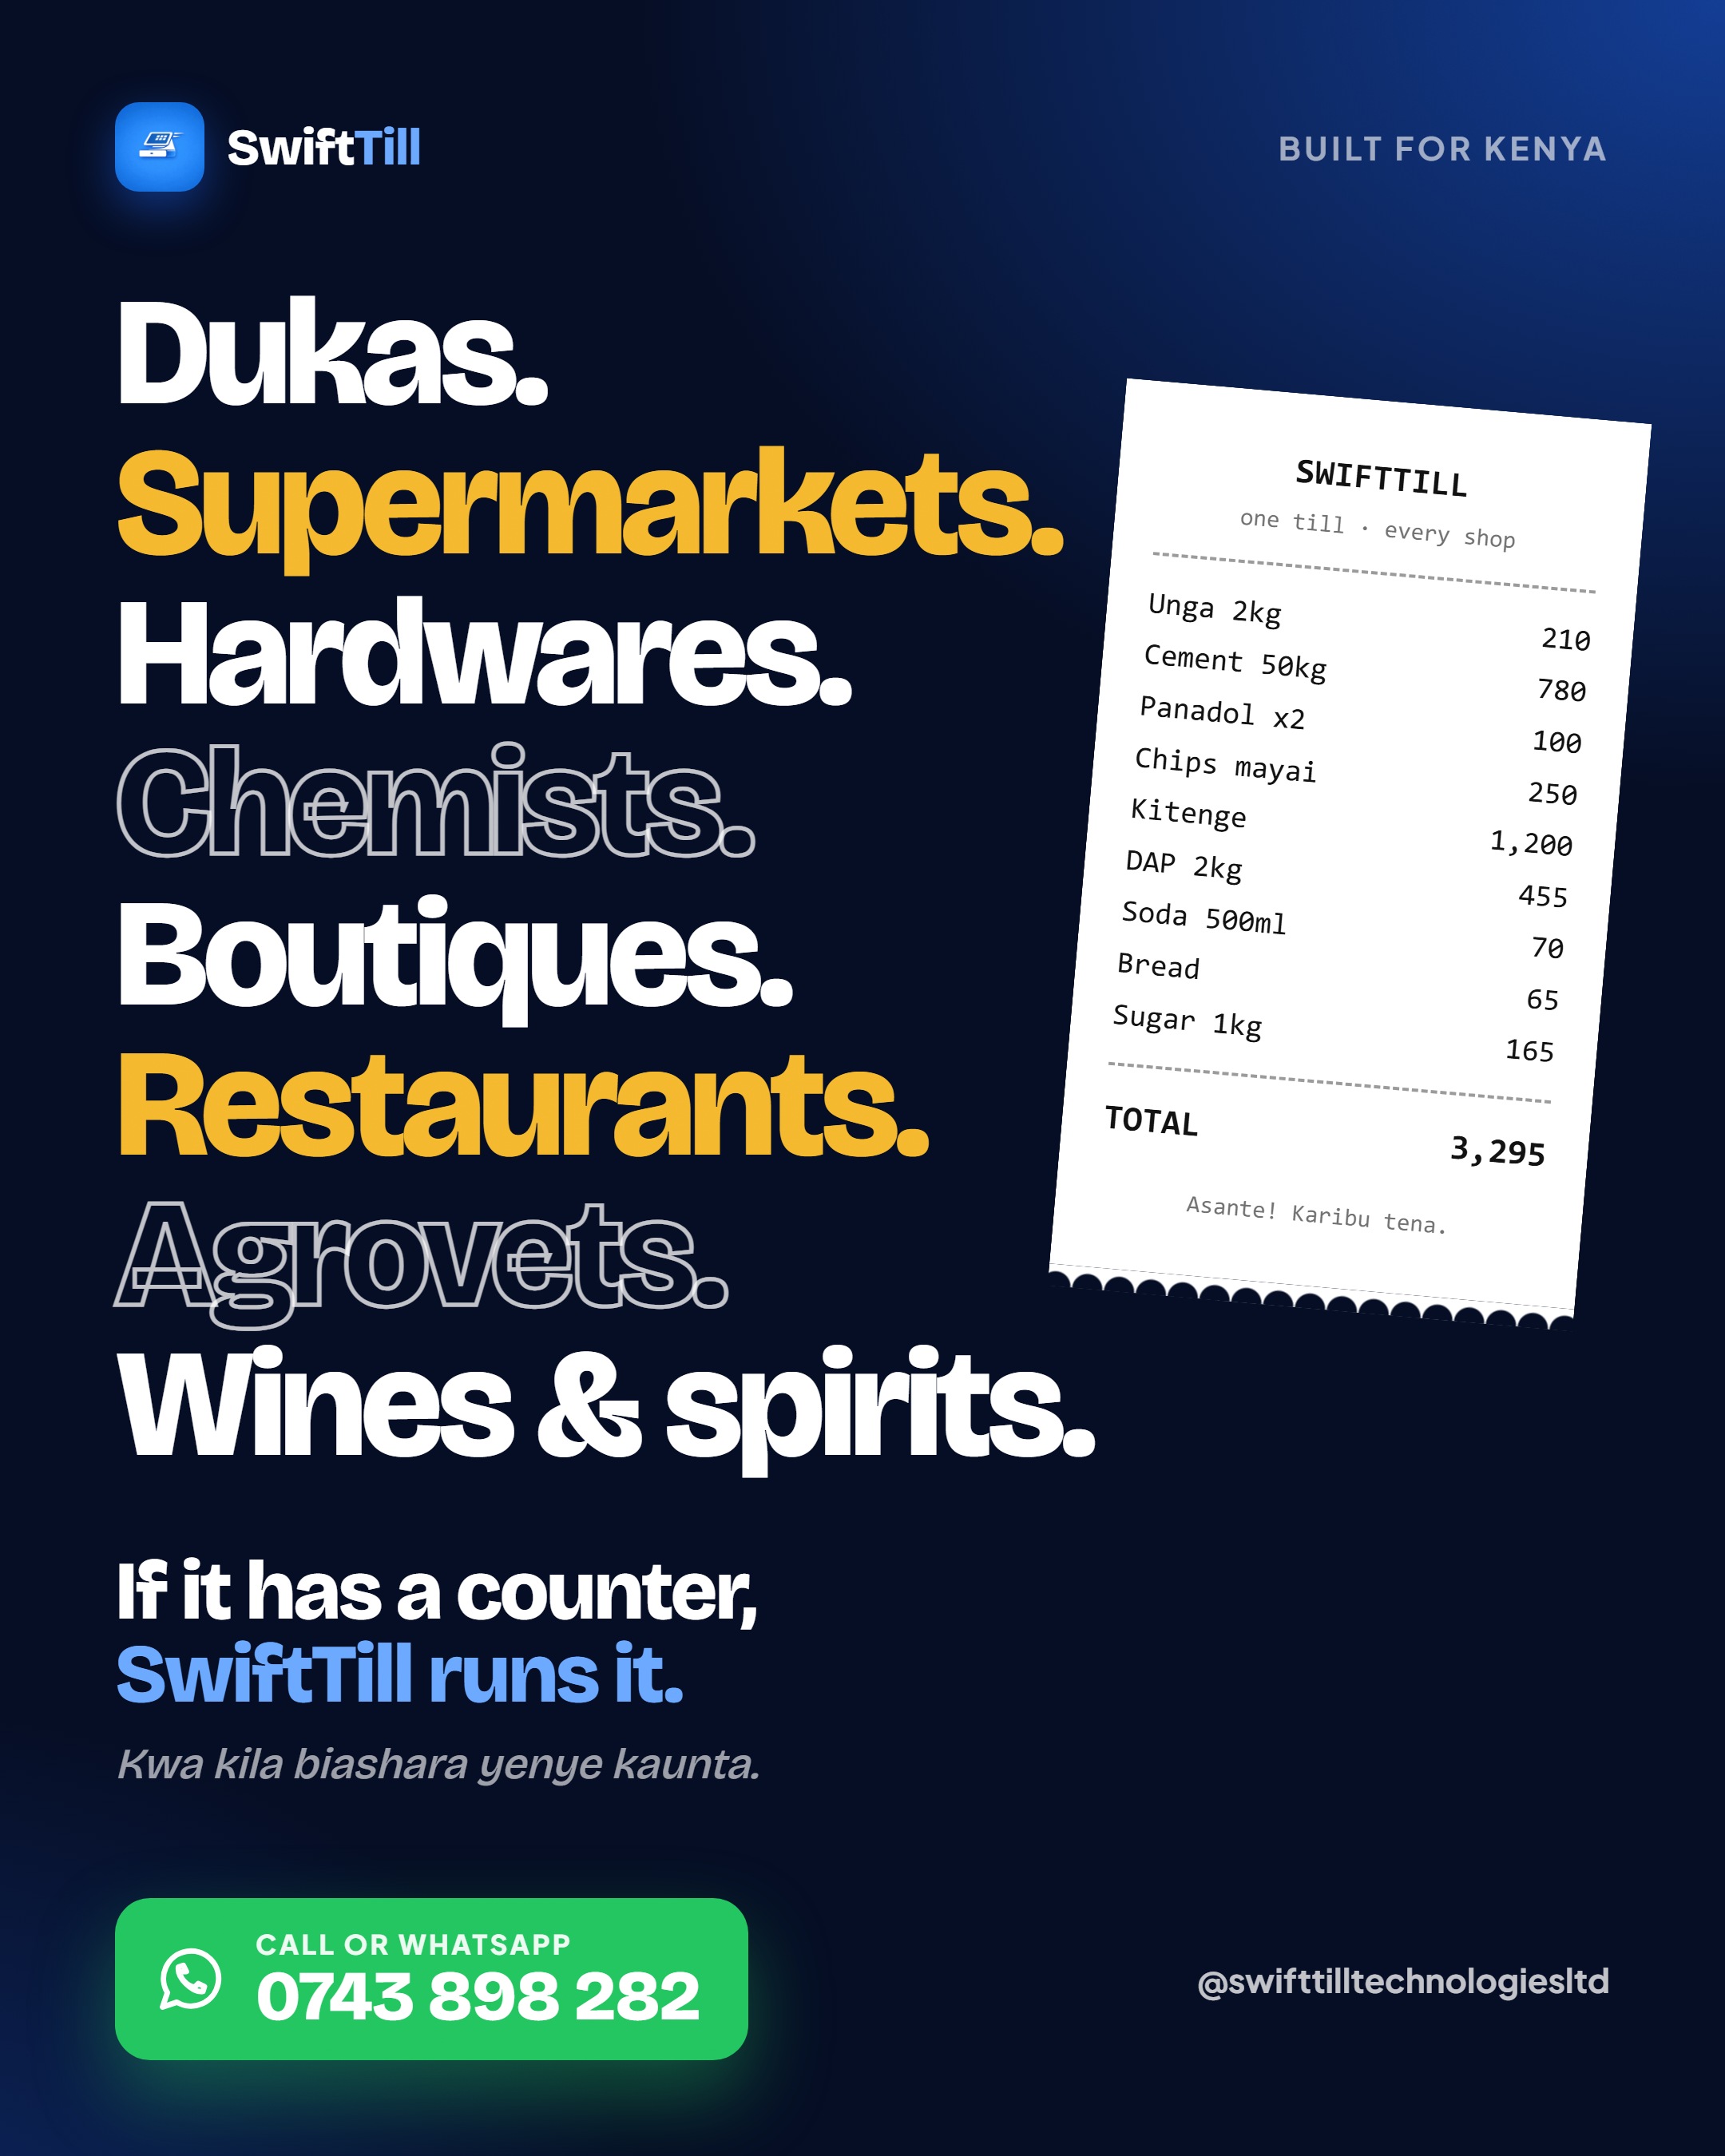 SwiftTill
BUILT FOR KENYA
Dukas.
Supermarkets.
Hardwares.
Chemists.
Boutiques.
Restaurants.
Agrovets.
Wines & spirits.
SWIFTTILL
one till · every shop
Unga 2kg 210
Cement 50kg 780
Panadol x2 100
Chips mayai 250
Kitenge 1,200
DAP 2kg 455
Soda 500ml 70
Bread 65
Sugar 1kg 165
TOTAL 3,295
Asante! Karibu tena.
If it has a counter,
SwiftTill runs it.
Kwa kila biashara yenye kaunta.
CALL OR WHATSAPP
0743 898 282
@swifttilltechnologiesltd